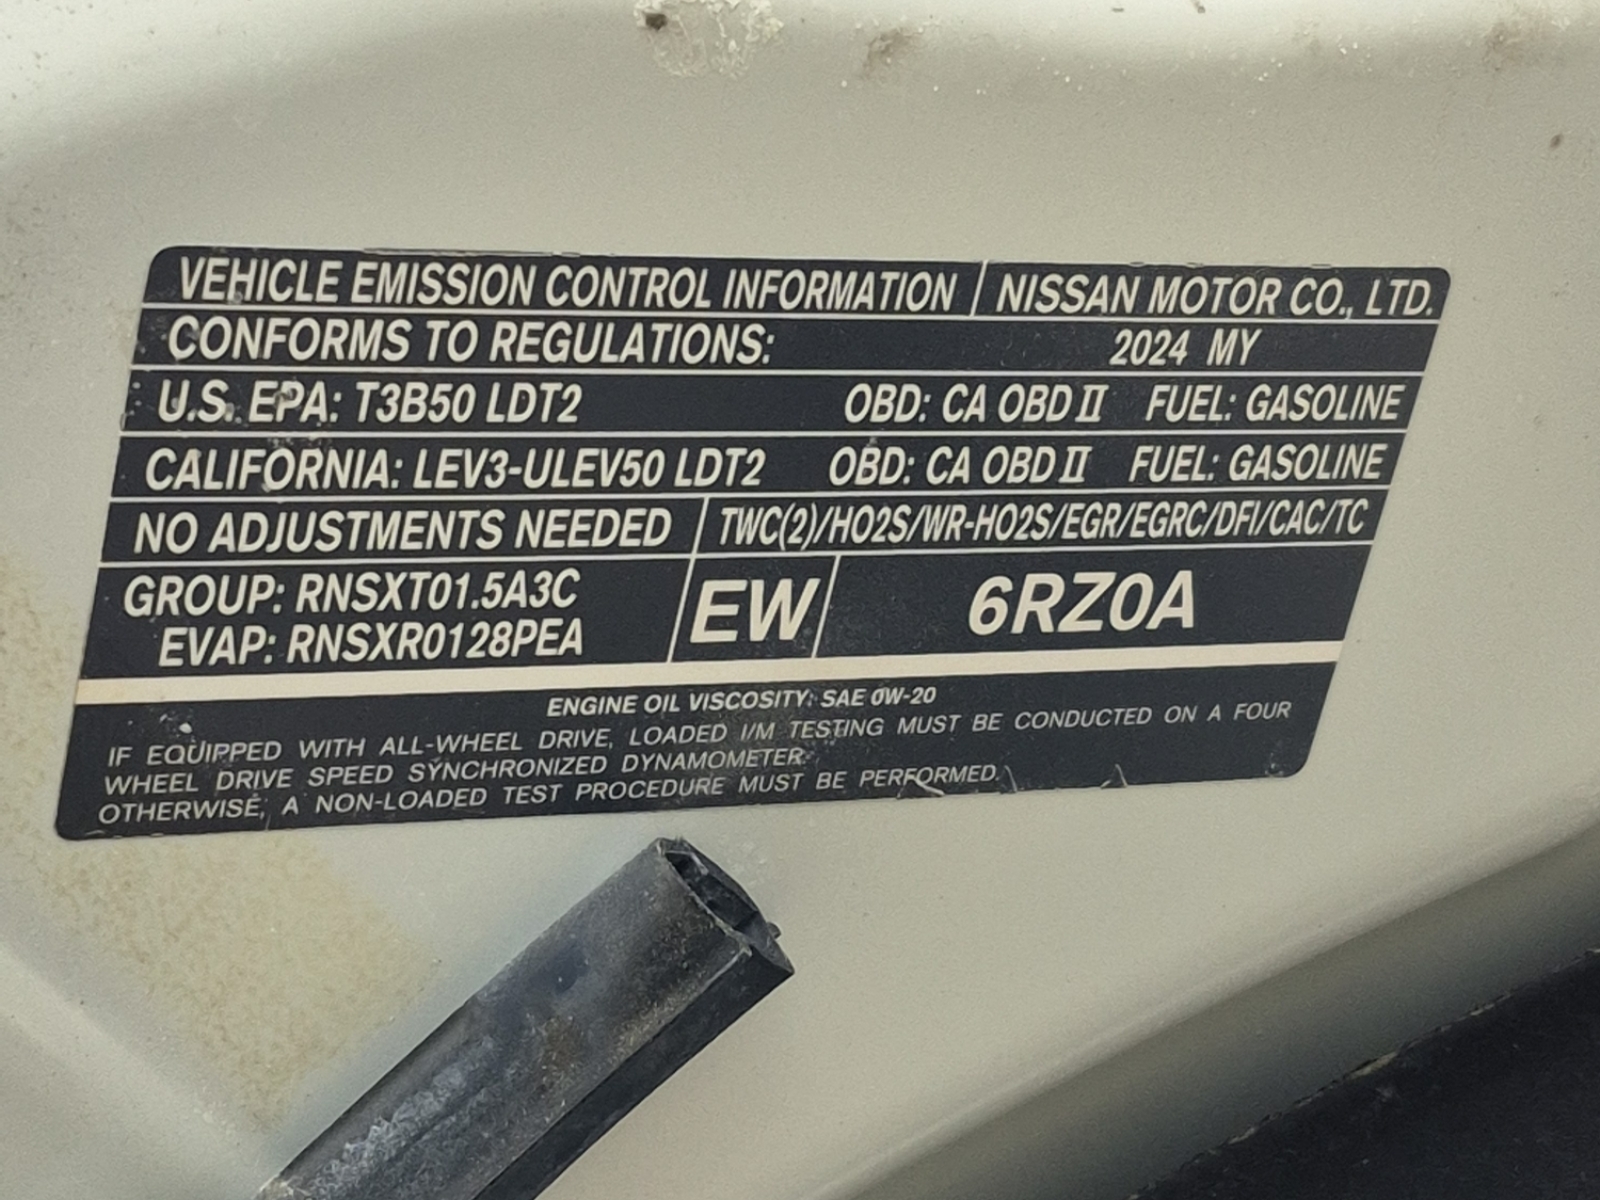 VEHICLE EMISSION CONTROL INFORMATION NISSAN MOTOR CO., LTD.
CONFORMS TO REGULATIONS: 2024 MY
U.S. EPA: T3B50 LDT2 OBD: CA OBD II FUEL: GASOLINE
CALIFORNIA: LEV3-ULEV50 LDT2 OBD: CA OBD II FUEL: GASOLINE
NO ADJUSTMENTS NEEDED TWC(2)/HO2S/WR-HO2S/EGR/EGRC/DFI/CAC/TC
GROUP: RNSXT01.5A3C
EVAP: RNSXR0128PEA
EW 6RZ0A
ENGINE OIL VISCOSITY: SAE 0W-20
IF EQUIPPED WITH ALL-WHEEL DRIVE, LOADED I/M TESTING MUST BE CONDUCTED ON A FOUR
WHEEL DRIVE SPEED SYNCHRONIZED DYNAMOMETER.
OTHERWISE, A NON-LOADED TEST PROCEDURE MUST BE PERFORMED.